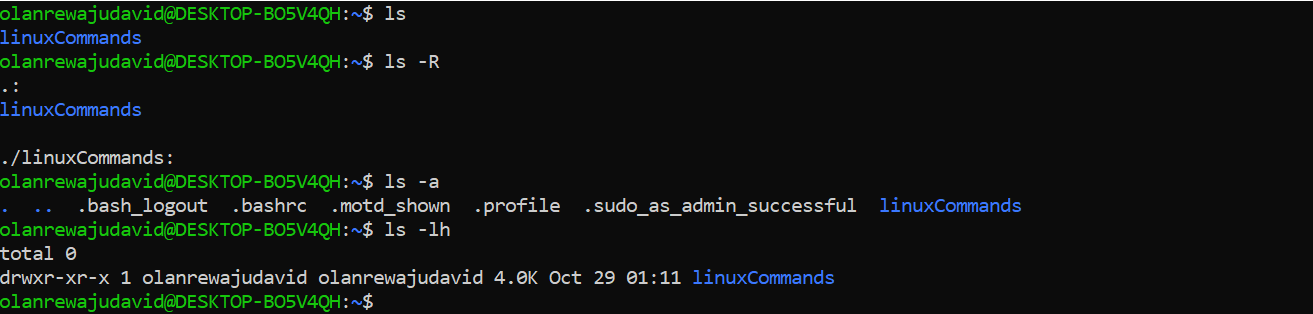 olanrewajudavid@DESKTOP-BO5V4QH:~$ ls
linuxCommands
olanrewajudavid@DESKTOP-BO5V4QH:~$ ls -R
.:
linuxCommands

./linuxCommands:
olanrewajudavid@DESKTOP-BO5V4QH:~$ ls -a
.  ..  .bash_logout  .bashrc  .motd_shown  .profile  .sudo_as_admin_successful  linuxCommands
olanrewajudavid@DESKTOP-BO5V4QH:~$ ls -lh
total 0
drwxr-xr-x 1 olanrewajudavid olanrewajudavid 4.0K Oct 29 01:11 linuxCommands
olanrewajudavid@DESKTOP-BO5V4QH:~$